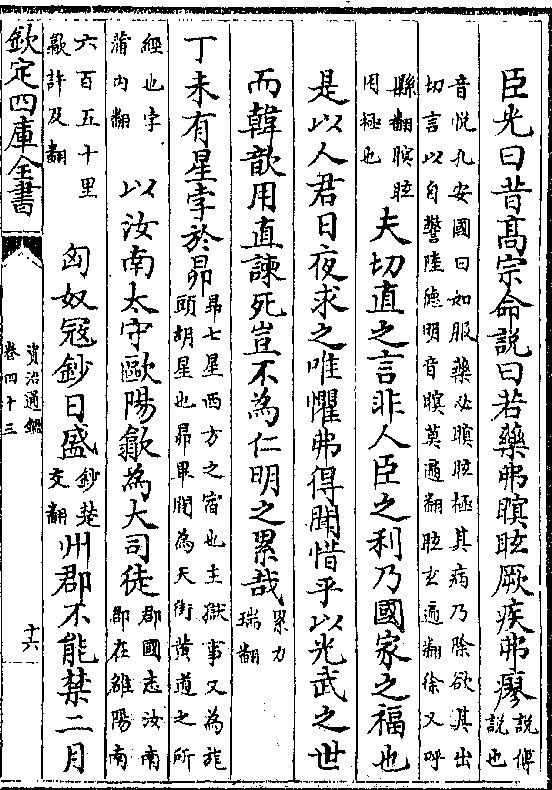 臣光曰昔高宗命說曰若藥弗瞑眩厥疾弗瘳說傅說也
音悅孔安國曰如服藥必瞑眩極其病乃除欲其出
切言以自警陸德明音瞑莫遍翻眩玄遍翻徐又呼
縣翻瞑眩困極也夫切直之言非人臣之利乃國家之福也
是以人君日夜求之唯懼弗得聞惜乎以光武之世
而韓歆用直諫死豈不為仁明之累哉累力瑞翻
丁未有星孛於昴昴七星西方之宿也主獄事又為旄頭胡星也昴畢間為天街黃道之所
經也孛蒲内翻以汝南太守歐陽歙為大司徒郡國志汝南郡在雒陽南
六百五十里歙許及翻匈奴寇鈔日盛鈔楚交翻州郡不能禁二月
欽定四庫全書
資治通鑑
卷四十三
十六